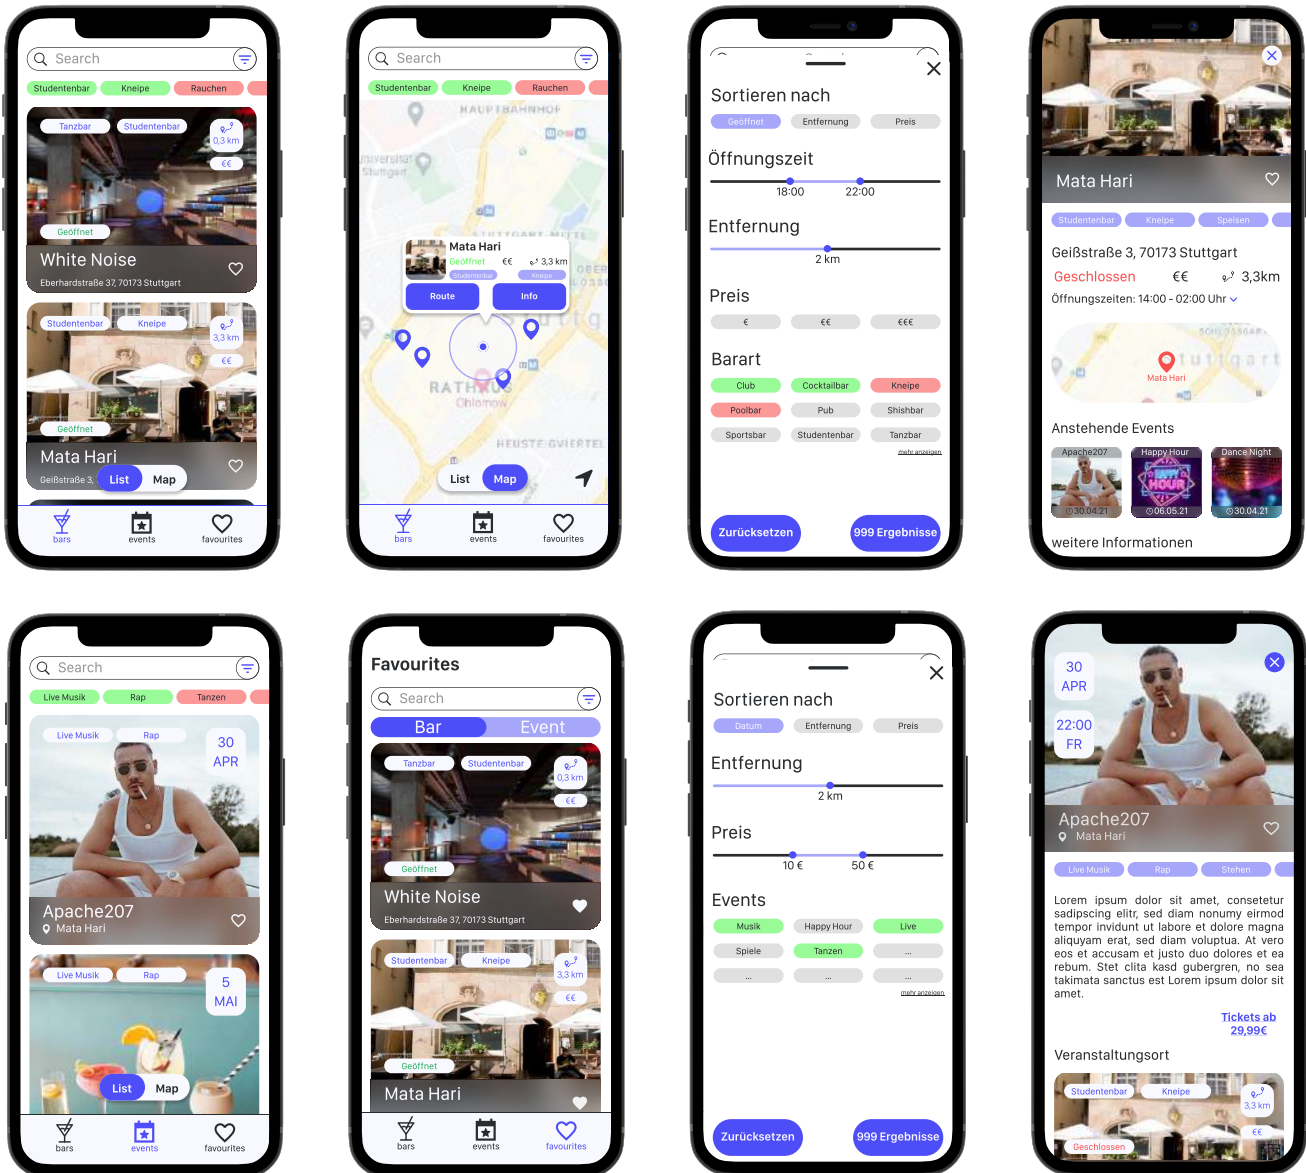 Search
Studentenbar Kneipe Rauchen
Tanzbar Studentenbar
0,3 km
€€
Geöffnet
White Noise
Eberhardstraße 37, 70173 Stuttgart
Studentenbar Kneipe
3,3 km
€€
Geöffnet
Mata Hari
Geißstraße 3,
List Map
bars events favourites
Search
Studentenbar Kneipe Rauchen
HAUPTBAHNHOF
Universität
Stuttgart
STUTTGART-MITTE
Mata Hari
Geöffnet €€ 3,3 km
Studentenbar Kneipe
Route Info
OBER
Stuttg
RATHAUS
HEUSTEIGVIERTEL
List Map
bars events favourites
Sortieren nach
Geöffnet Entfernung Preis
Öffnungszeit
18:00 22:00
Entfernung
2 km
Preis
€ €€ €€€
Barart
Club Cocktailbar Kneipe
Poolbar Pub Shishbar
Sportsbar Studentenbar Tanzbar
mehr anzeigen
Zurücksetzen 999 Ergebnisse
Mata Hari
Studentenbar Kneipe Speisen
Geißstraße 3, 70173 Stuttgart
Geschlossen €€ 3,3km
Öffnungszeiten: 14:00 - 02:00 Uhr
Stuttgart
Mata Hari
Anstehende Events
Apache207 Happy Hour Dance Night
HAPPY
HOUR
30.04.21 06.05.21 30.04.21
weitere Informationen
Search
Live Musik Rap Tanzen
Live Musik Rap
30
APR
Apache207
Mata Hari
Live Musik Rap
5
MAI
List Map
bars events favourites
Favourites
Search
Bar Event
Tanzbar Studentenbar
0,3 km
€€
Geöffnet
White Noise
Eberhardstraße 37, 70173 Stuttgart
Studentenbar Kneipe
3,3 km
€€
Geöffnet
Mata Hari
bars events favourites
Sortieren nach
Datum Entfernung Preis
Entfernung
2 km
Preis
10 € 50 €
Events
Musik Happy Hour Live
Spiele Tanzen ...
... ... ...
mehr anzeigen
Zurücksetzen 999 Ergebnisse
30
APR
22:00
FR
Apache207
Mata Hari
Live Musik Rap Stehen
Lorem ipsum dolor sit amet, consetetur
sadipscing elitr, sed diam nonumy eirmod
tempor invidunt ut labore et dolore magna
aliquyam erat, sed diam voluptua. At vero
eos et accusam et justo duo dolores et ea
rebum. Stet clita kasd gubergren, no sea
takimata sanctus est Lorem ipsum dolor sit
amet.
Tickets ab
29,99€
Veranstaltungsort
Studentenbar Kneipe
3,3 km
€€
Geschlossen